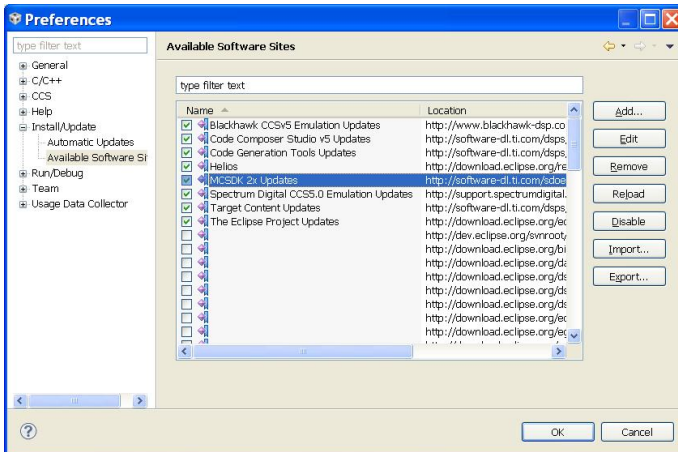 Preferences
type filter text
General
C/C++
CCS
Help
Install/Update
Automatic Updates
Available Software Si
Run/Debug
Team
Usage Data Collector
Available Software Sites
type filter text
Name Location
Blackhawk CCSv5 Emulation Updates http://www.blackhawk-dsp.co
Code Composer Studio v5 Updates http://software-dl.ti.com/dsps,
Code Generation Tools Updates http://software-dl.ti.com/dsps,
Helios http://download.eclipse.org/re
MCSDK 2x Updates http://software-dl.ti.com/sdoe
Spectrum Digital CCS5.0 Emulation Updates http://support.spectrumdigital.
Target Content Updates http://software-dl.ti.com/dsps,
The Eclipse Project Updates http://download.eclipse.org/ec
http://dev.eclipse.org/svnroot/
http://download.eclipse.org/bi
http://download.eclipse.org/da
http://download.eclipse.org/ds
http://download.eclipse.org/ds
http://download.eclipse.org/ec
http://download.eclipse.org/eg
Add...
Edit
Remove
Reload
Disable
Import...
Export...
? OK Cancel